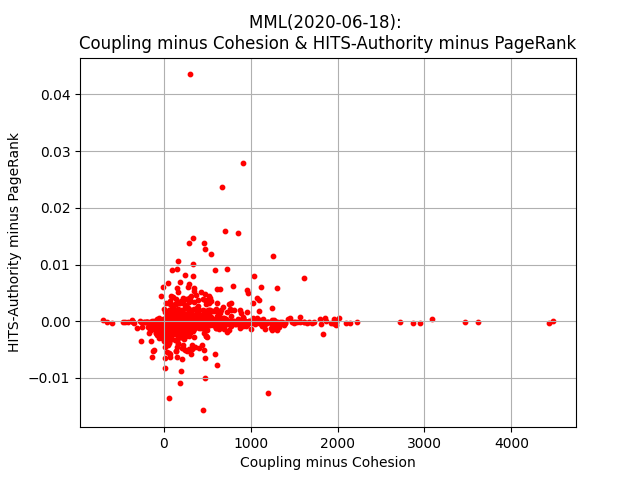 MML(2020-06-18):
Coupling minus Cohesion & HITS-Authority minus PageRank
HITS-Authority minus PageRank
0.04
0.03
0.02
0.01
0.00
−0.01
0 1000 2000 3000 4000
Coupling minus Cohesion